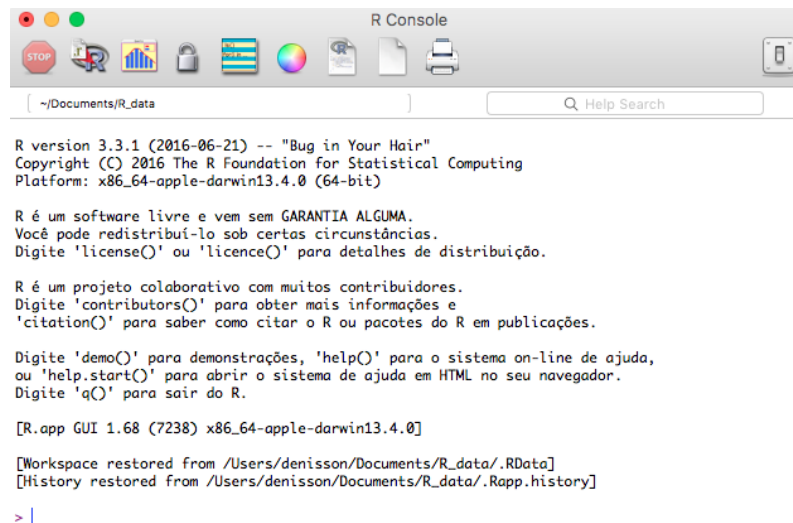 R Console
STOP
~/Documents/R_data
Help Search
R version 3.3.1 (2016-06-21) -- "Bug in Your Hair"
Copyright (C) 2016 The R Foundation for Statistical Computing
Platform: x86_64-apple-darwin13.4.0 (64-bit)
R é um software livre e vem sem GARANTIA ALGUMA.
Você pode redistribuí-lo sob certas circunstâncias.
Digite 'license()' ou 'licence()' para detalhes de distribuição.
R é um projeto colaborativo com muitos contribuidores.
Digite 'contributors()' para obter mais informações e
'citation()' para saber como citar o R ou pacotes do R em publicações.
Digite 'demo()' para demonstrações, 'help()' para o sistema on-line de ajuda,
ou 'help.start()' para abrir o sistema de ajuda em HTML no seu navegador.
Digite 'q()' para sair do R.
[R.app GUI 1.68 (7238) x86_64-apple-darwin13.4.0]
[Workspace restored from /Users/denisson/Documents/R_data/.RData]
[History restored from /Users/denisson/Documents/R_data/.Rapp.history]
>